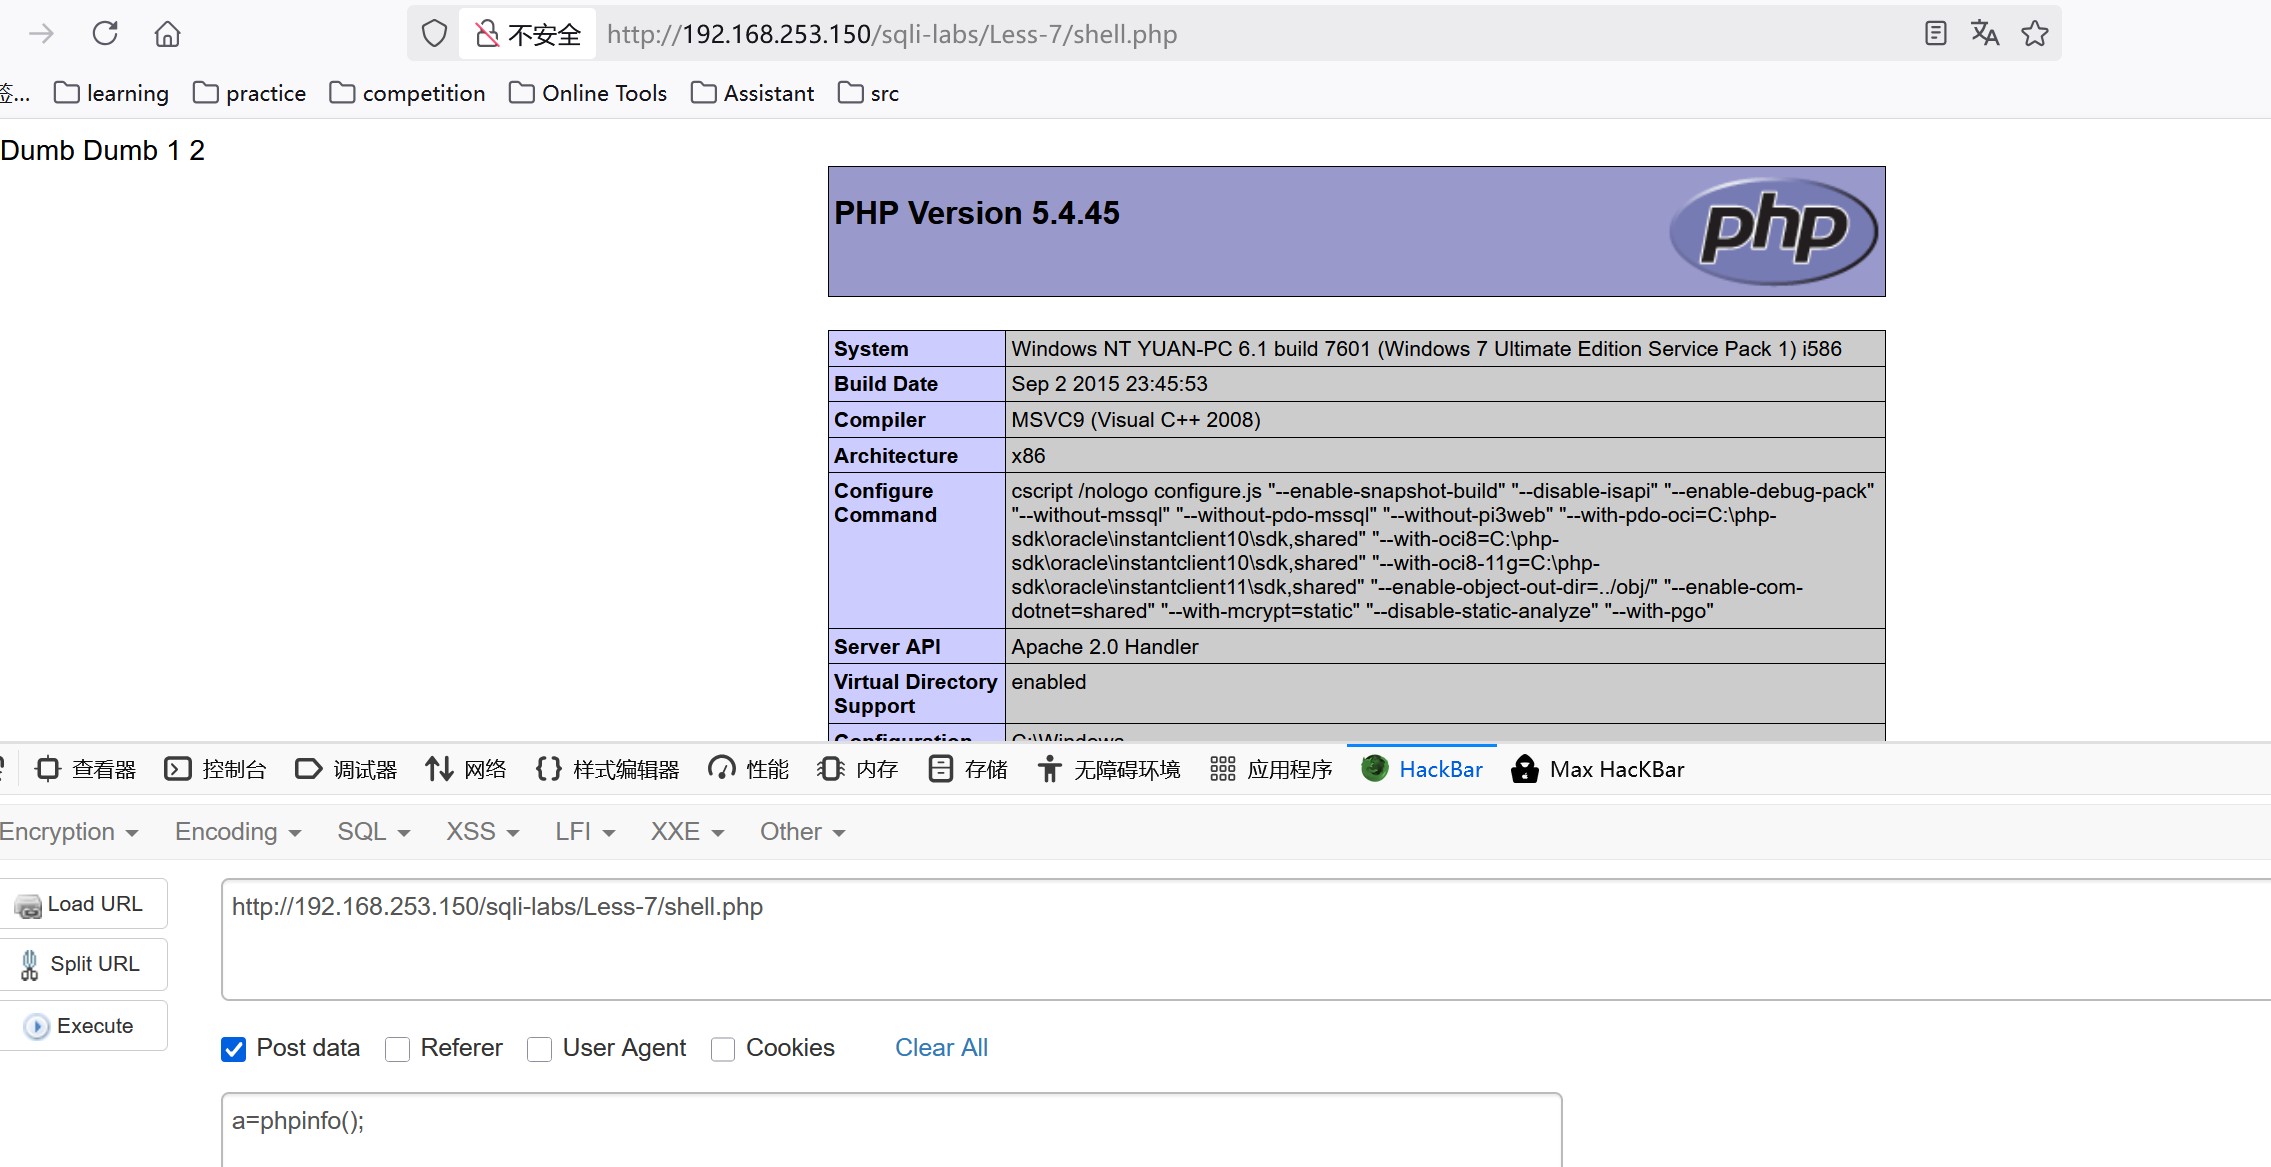 不安全 http://192.168.253.150/sqli-labs/Less-7/shell.php
签... learning practice competition Online Tools Assistant src
Dumb Dumb 1 2
PHP Version 5.4.45
php
System Windows NT YUAN-PC 6.1 build 7601 (Windows 7 Ultimate Edition Service Pack 1) i586
Build Date Sep 2 2015 23:45:53
Compiler MSVC9 (Visual C++ 2008)
Architecture x86
Configure Command cscript /nologo configure.js "--enable-snapshot-build" "--disable-isapi" "--enable-debug-pack"
"--without-mssql" "--without-pdo-mssql" "--without-pi3web" "--with-pdo-oci=C:\php-
sdk\oracle\instantclient10\sdk,shared" "--with-oci8=C:\php-
sdk\oracle\instantclient10\sdk,shared" "--with-oci8-11g=C:\php-
sdk\oracle\instantclient11\sdk,shared" "--enable-object-out-dir=../obj/" "--enable-com-
dotnet=shared" "--with-mcrypt=static" "--disable-static-analyze" "--with-pgo"
Server API Apache 2.0 Handler
Virtual Directory Support enabled
Configuration C:\Windows
查看器 控制台 调试器 网络 样式编辑器 性能 内存 存储 无障碍环境 应用程序 HackBar Max HacKBar
Encryption Encoding SQL XSS LFI XXE Other
Load URL http://192.168.253.150/sqli-labs/Less-7/shell.php
Split URL
Execute
Post data Referer User Agent Cookies Clear All
a=phpinfo();